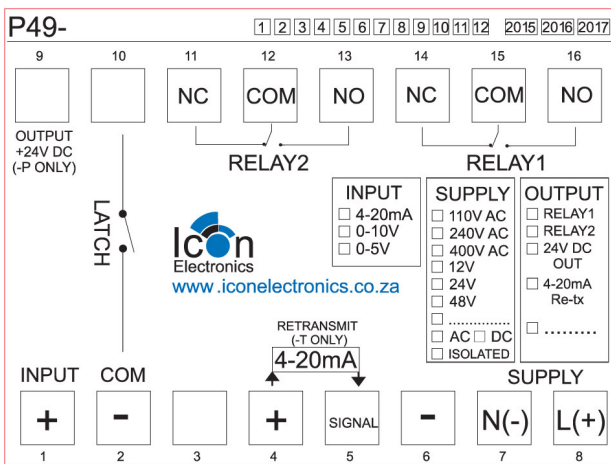 P49- 1 2 3 4 5 6 7 8 9 10 11 12 2015 2016 2017
9 10 11 12 13 14 15 16
NC COM NO NC COM NO
OUTPUT
+24V DC
(-P ONLY)
RELAY2 RELAY1
LATCH
INPUT
4-20mA
0-10V
0-5V
SUPPLY
110V AC
240V AC
400V AC
12V
24V
48V
...............
AC DC
ISOLATED
OUTPUT
RELAY1
RELAY2
24V DC
OUT
4-20mA
Re-tx
.........
Icon
Electronics
www.iconelectronics.co.za
RETRANSMIT
(-T ONLY)
4-20mA
INPUT COM SUPPLY
+ - + SIGNAL - N(-) L(+)
1 2 3 4 5 6 7 8